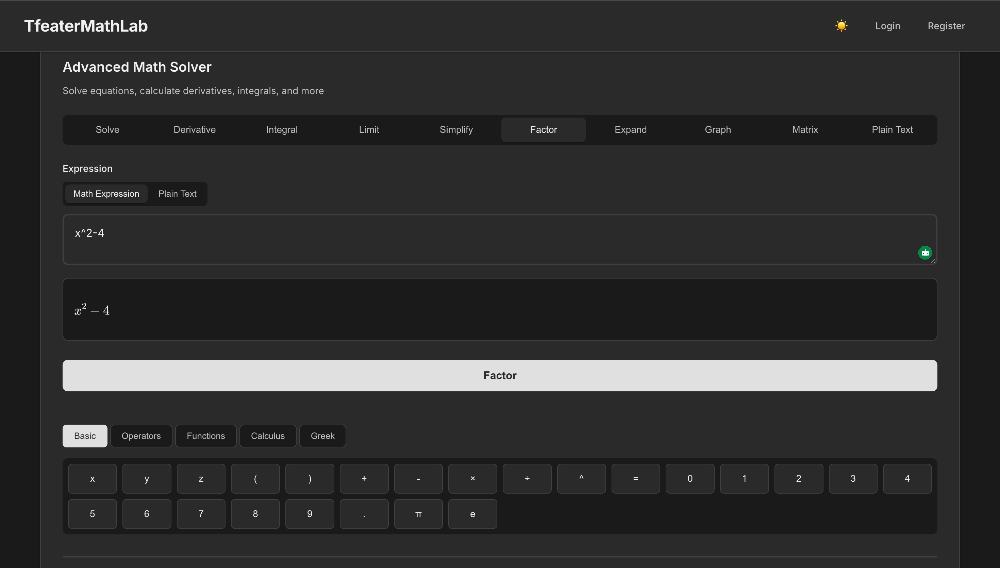 TfeaterMathLab
Login Register
Advanced Math Solver
Solve equations, calculate derivatives, integrals, and more
Solve Derivative Integral Limit Simplify Factor Expand Graph Matrix Plain Text
Expression
Math Expression Plain Text
x^2-4
x² − 4
Factor
Basic Operators Functions Calculus Greek
x y z ( ) + - × ÷ ^ = 0 1 2 3 4
5 6 7 8 9 . π e